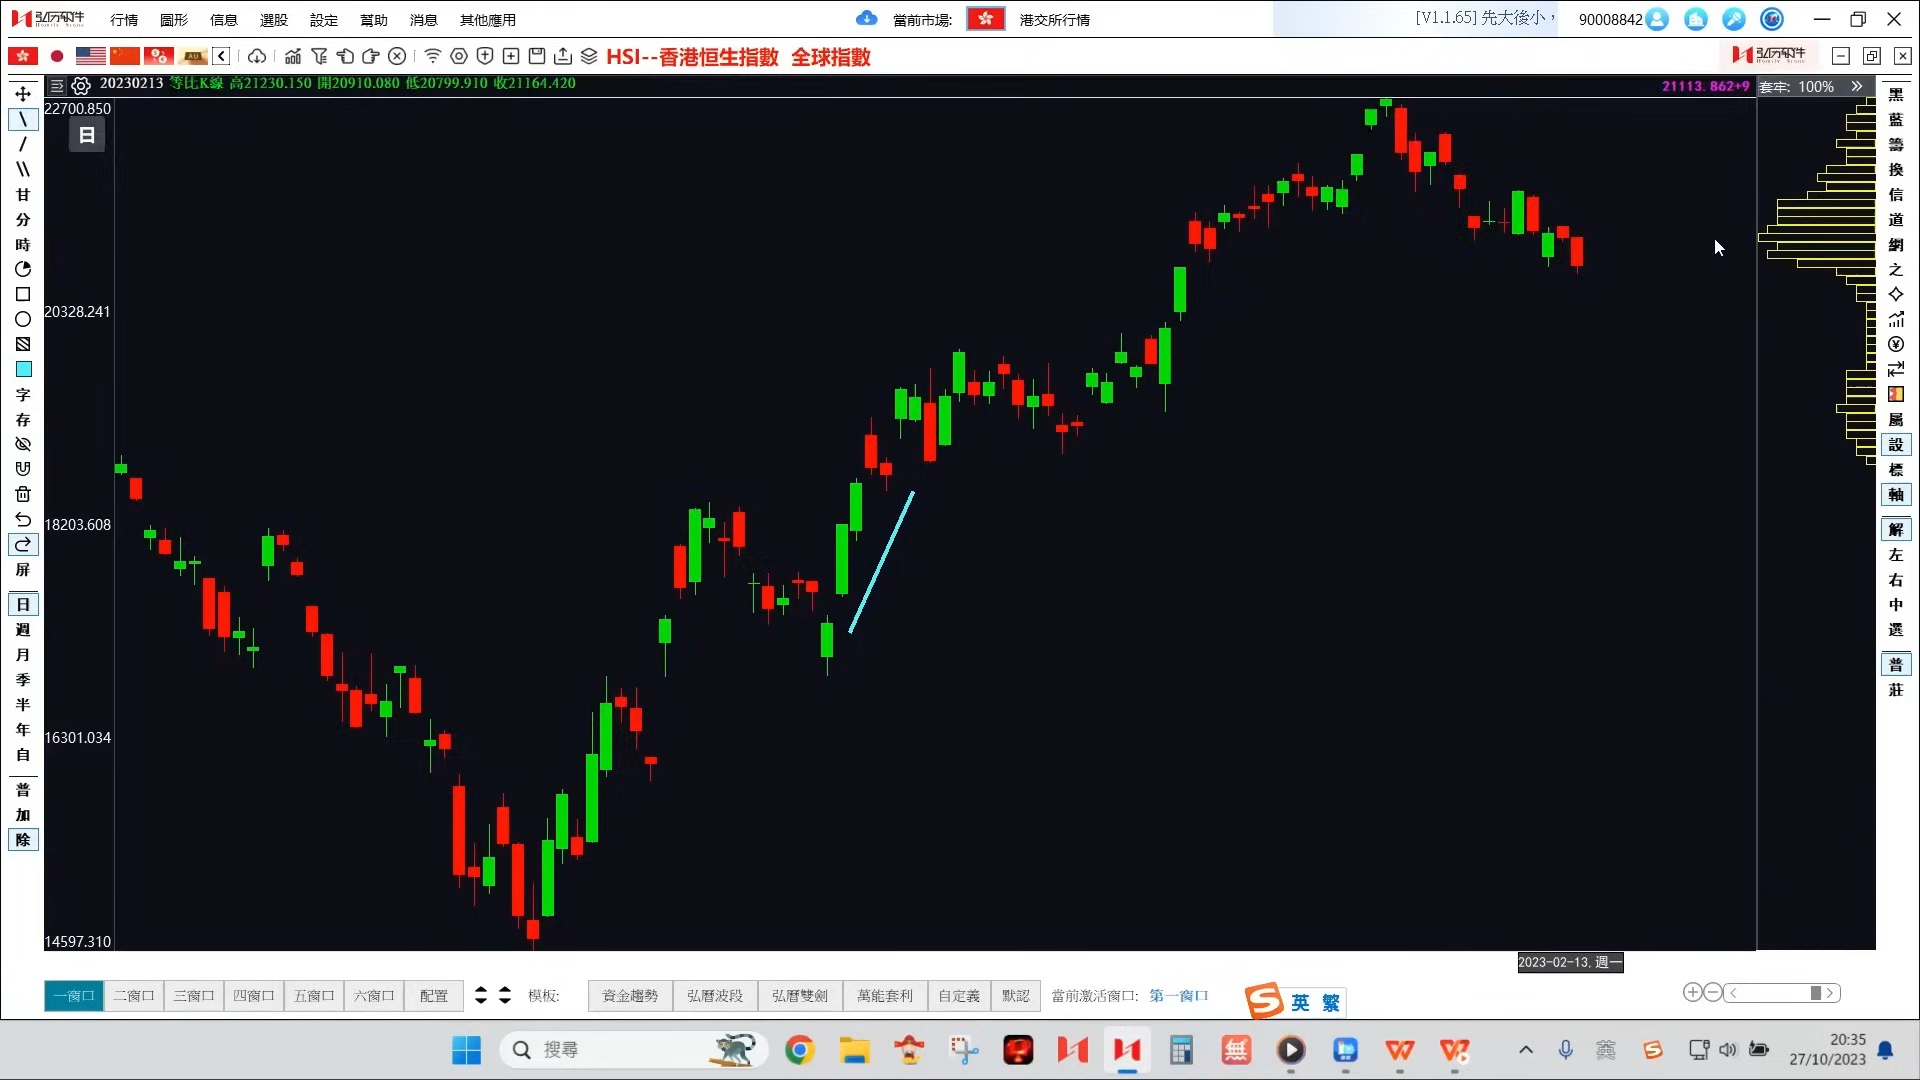 弘历软件 行情 圖形 信息 選股 設定 幫助 消息 其他應用 當前市場: 港交所行情 [V1.1.65] 先大後小, 90008842
HSI--香港恒生指數 全球指數 弘历软件
20230213 等比K線 高21230.150 開20910.080 低20799.910 收21164.420 21113.862+9 套牢: 100%
22700.850
日
20328.241
18203.608
16301.034
14597.310
甘
分
時
字
存
屏
日
週
月
季
半
年
自
普
加
除
黑
藍
籌
換
信
道
網
之
屬
設
標
軸
解
左
右
中
選
普
莊
2023-02-13,週一
一窗口 二窗口 三窗口 四窗口 五窗口 六窗口 配置 模板: 資金趨勢 弘曆波段 弘曆雙劍 萬能套利 自定義 默認 當前激活窗口: 第一窗口
英 繁
搜尋
英
20:35
27/10/2023